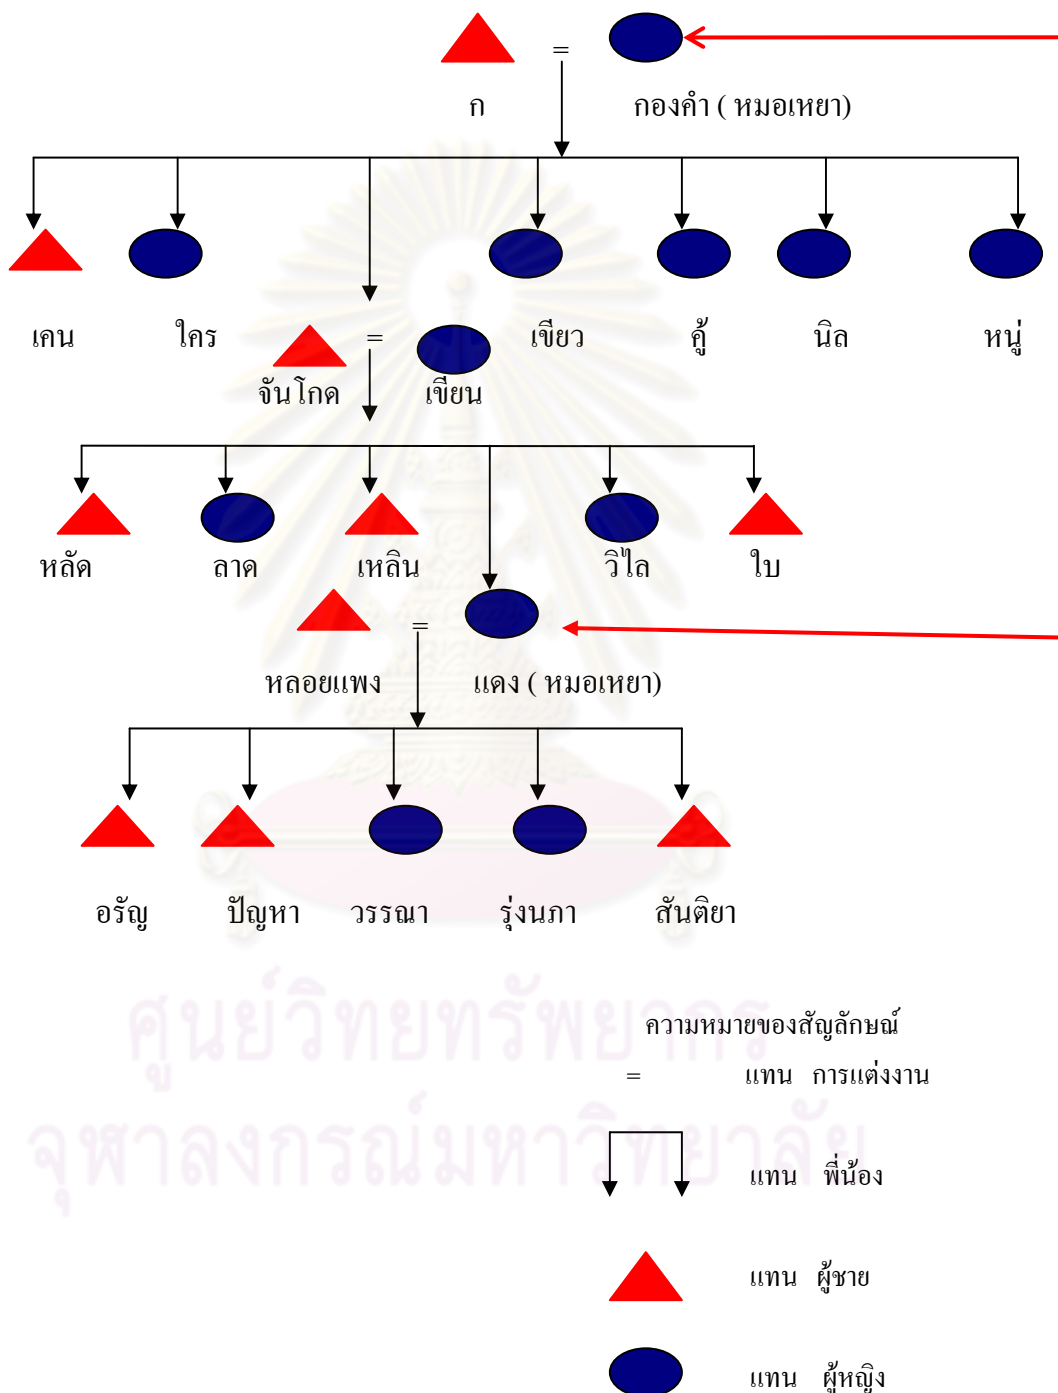 =
ก กองคำ ( หมอเหยา)
เคน ใคร เขียว คู้ นิล หนู่
=
จันโกด เขียน
หลัด ลาด เหลิน วิไล ใบ
=
หลอยแพง แดง ( หมอเหยา)
อรัญ ปัญหา วรรณา รุ่งนภา สันติยา
ศูนย์วิทยทรัพยากร
จุฬาลงกรณ์มหาวิทยาลัย
ความหมายของสัญลักษณ์
= แทน การแต่งงาน
แทน พี่น้อง
แทน ผู้ชาย
แทน ผู้หญิง